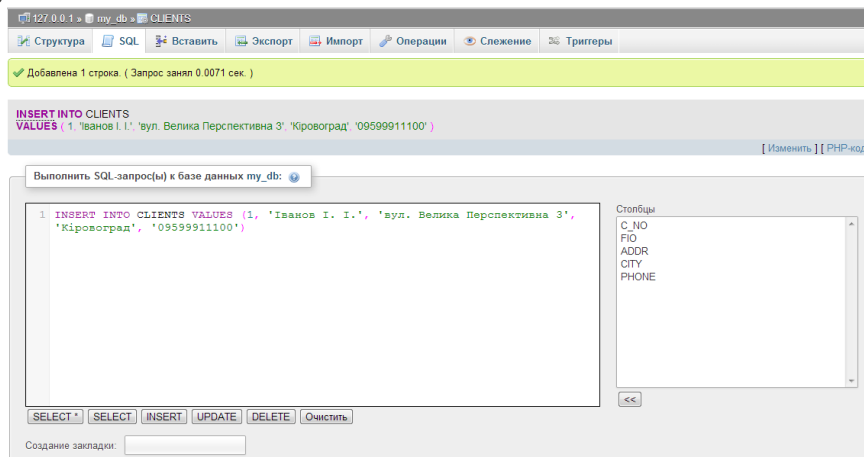 127.0.0.1 » my_db » CLIENTS
Структура SQL Вставить Экспорт Импорт Операции Слежение Триггеры
Добавлена 1 строка. ( Запрос занял 0.0071 сек. )
INSERT INTO CLIENTS
VALUES ( 1, 'Іванов І. І.', 'вул. Велика Перспективна 3', 'Кіровоград', '09599911100' )
[ Изменить ] [ PHP-код
Выполнить SQL-запрос(ы) к базе данных my_db:
1 INSERT INTO CLIENTS VALUES (1, 'Іванов І. І.', 'вул. Велика Перспективна 3',
'Кіровоград', '09599911100')
Столбцы
C_NO
FIO
ADDR
CITY
PHONE
<<
SELECT * SELECT INSERT UPDATE DELETE Очистить
Создание закладки: